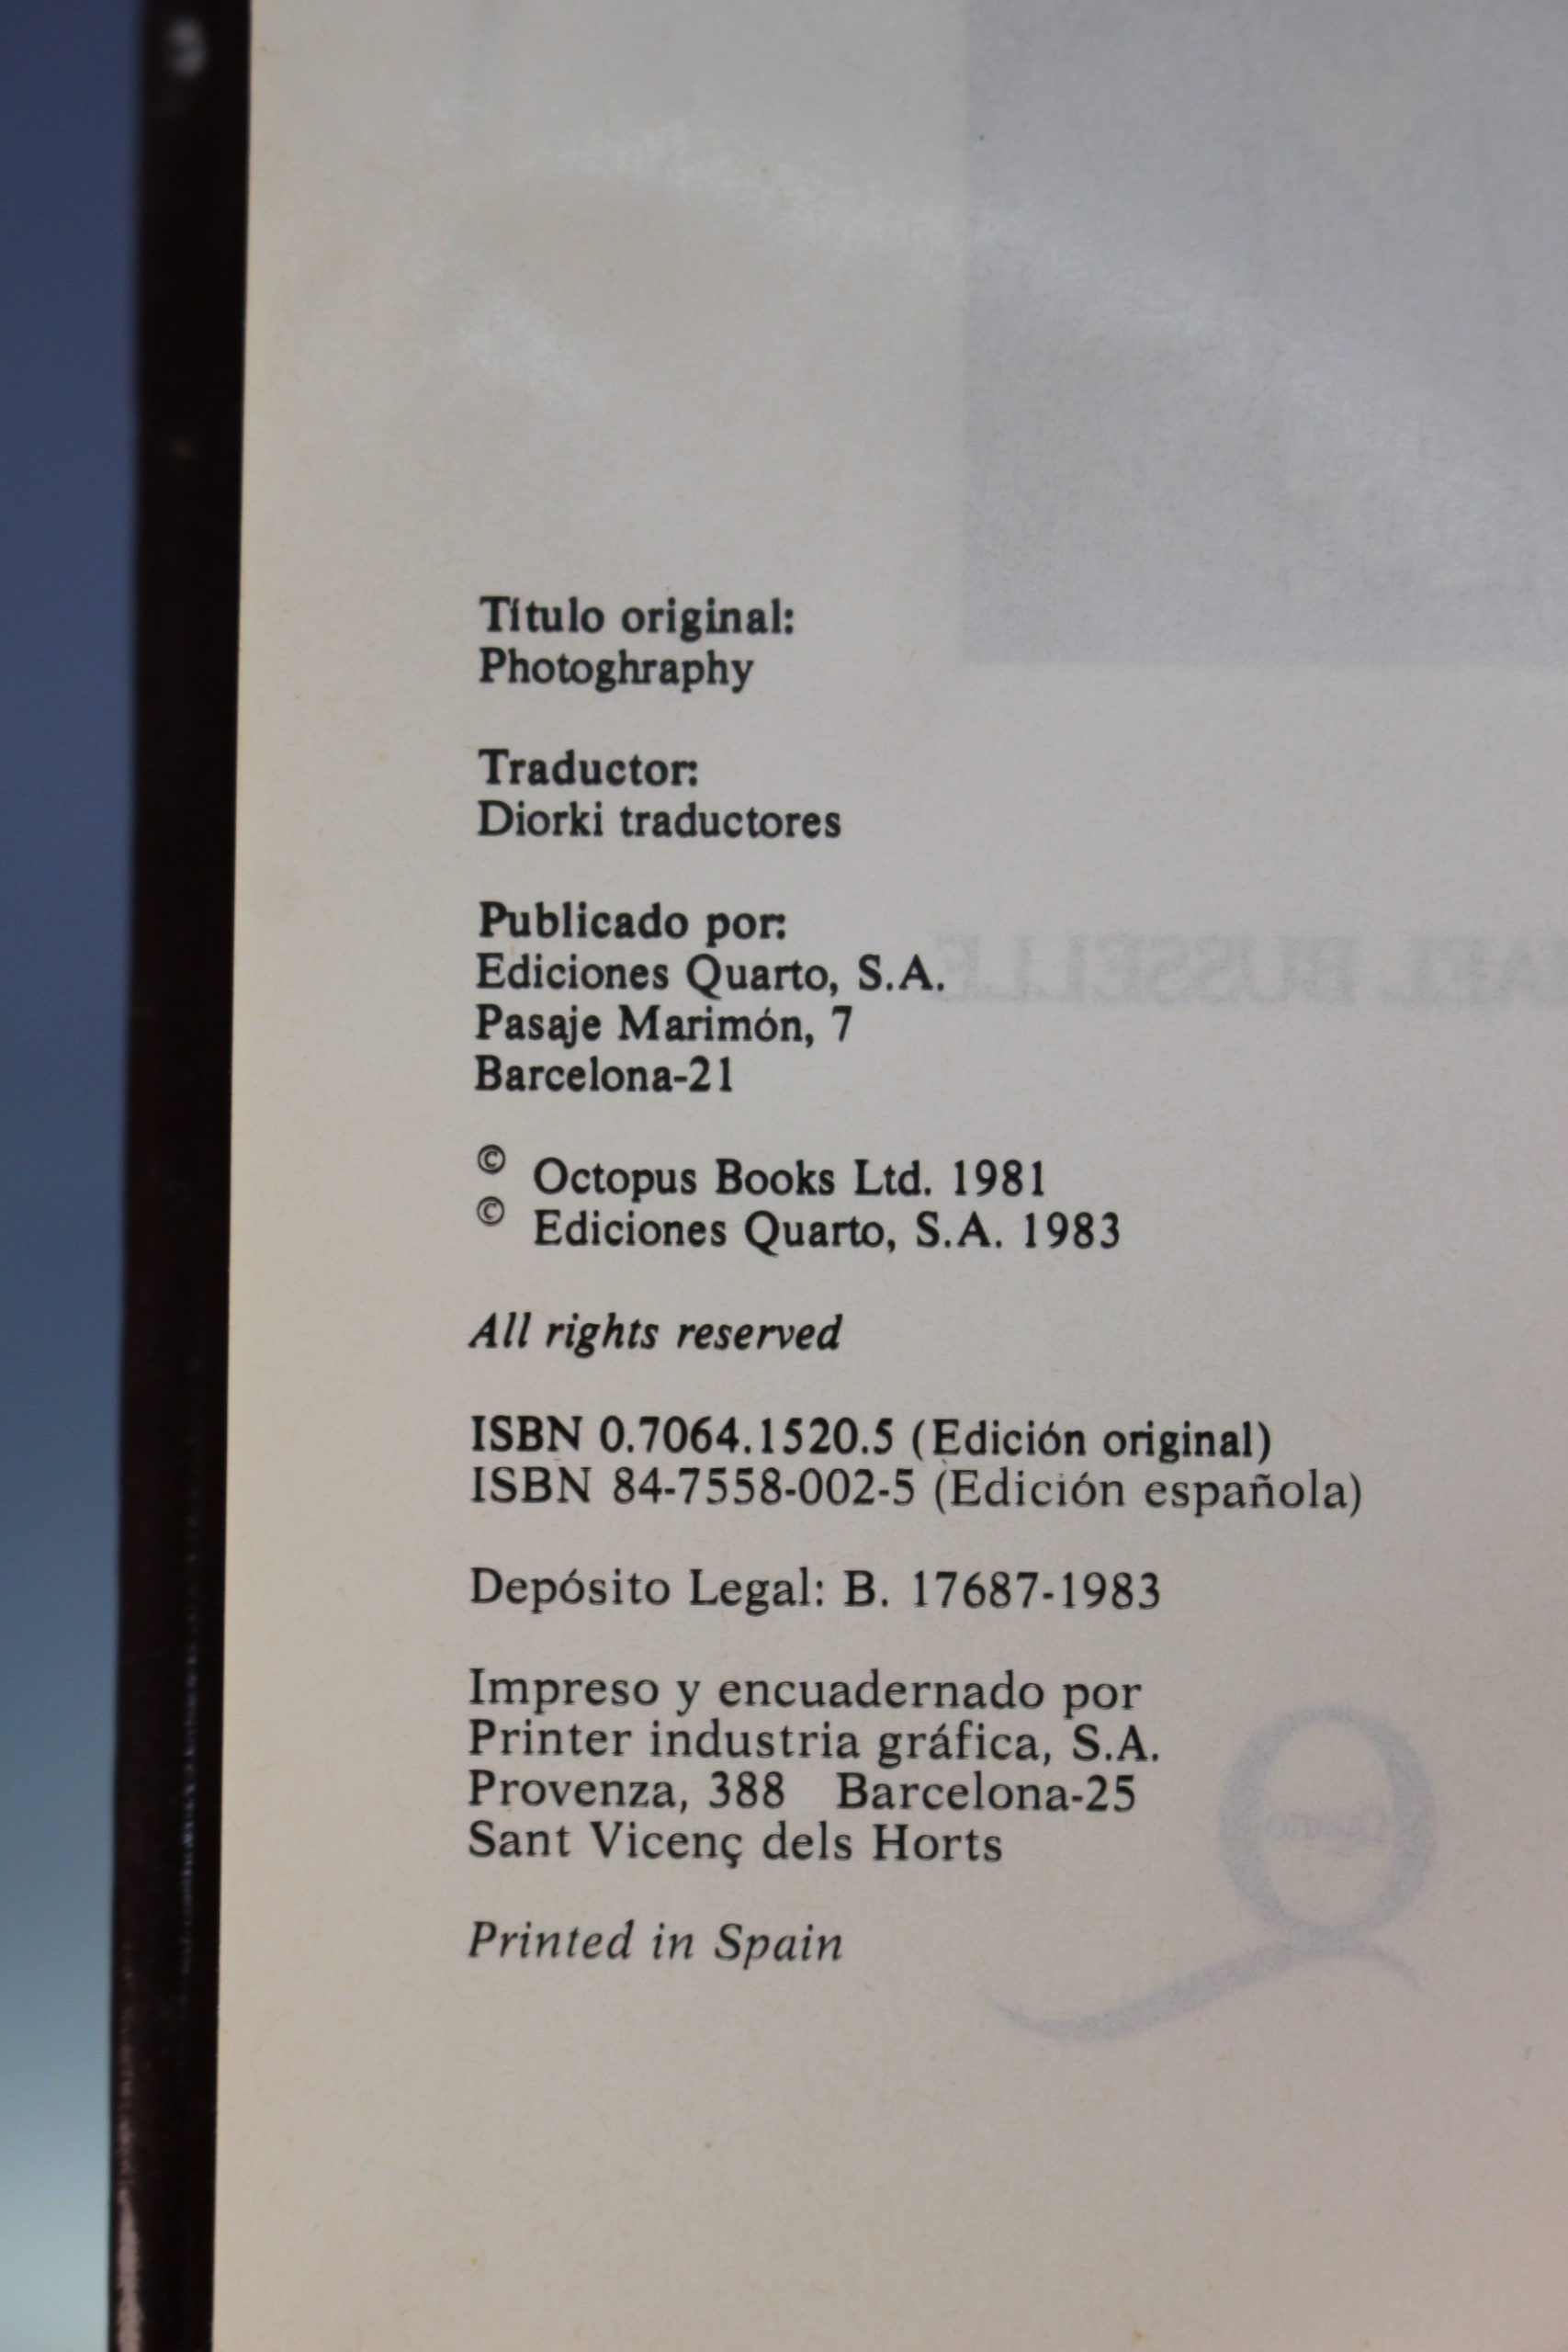 Título original:
Photoghraphy
Traductor:
Diorki traductores
Publicado por:
Ediciones Quarto, S.A.
Pasaje Marimón, 7
Barcelona-21
© Octopus Books Ltd. 1981
© Ediciones Quarto, S.A. 1983
All rights reserved
ISBN 0.7064.1520.5 (Edición original)
ISBN 84-7558-002-5 (Edición española)
Depósito Legal: B. 17687-1983
Impreso y encuadernado por
Printer industria gráfica, S.A.
Provenza, 388 Barcelona-25
Sant Vicenç dels Horts
Printed in Spain